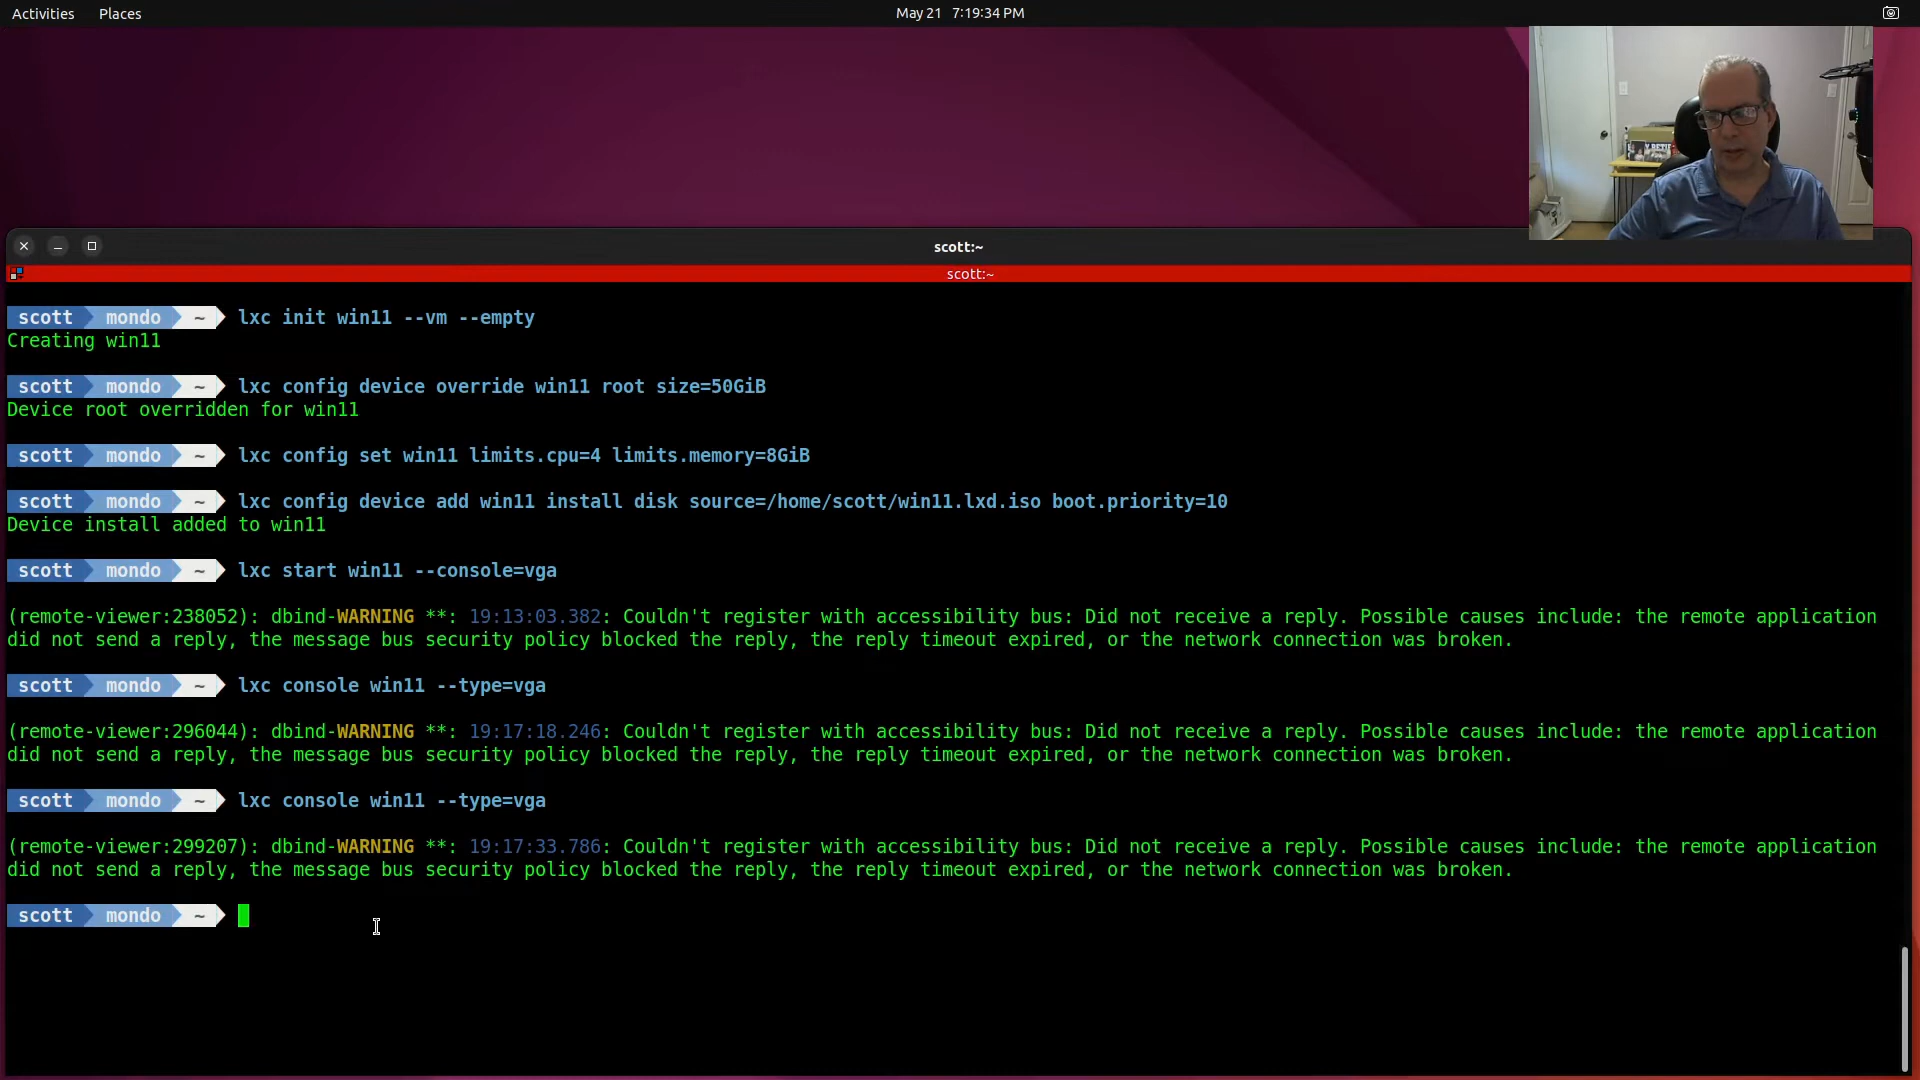 Activities Places May 21 7:19:34 PM
scott:~
scott:~
scott mondo ~ lxc init win11 --vm --empty
Creating win11
scott mondo ~ lxc config device override win11 root size=50GiB
Device root overridden for win11
scott mondo ~ lxc config set win11 limits.cpu=4 limits.memory=8GiB
scott mondo ~ lxc config device add win11 install disk source=/home/scott/win11.lxd.iso boot.priority=10
Device install added to win11
scott mondo ~ lxc start win11 --console=vga
(remote-viewer:238052): dbind-WARNING **: 19:13:03.382: Couldn't register with accessibility bus: Did not receive a reply. Possible causes include: the remote application
did not send a reply, the message bus security policy blocked the reply, the reply timeout expired, or the network connection was broken.
scott mondo ~ lxc console win11 --type=vga
(remote-viewer:296044): dbind-WARNING **: 19:17:18.246: Couldn't register with accessibility bus: Did not receive a reply. Possible causes include: the remote application
did not send a reply, the message bus security policy blocked the reply, the reply timeout expired, or the network connection was broken.
scott mondo ~ lxc console win11 --type=vga
(remote-viewer:299207): dbind-WARNING **: 19:17:33.786: Couldn't register with accessibility bus: Did not receive a reply. Possible causes include: the remote application
did not send a reply, the message bus security policy blocked the reply, the reply timeout expired, or the network connection was broken.
scott mondo ~